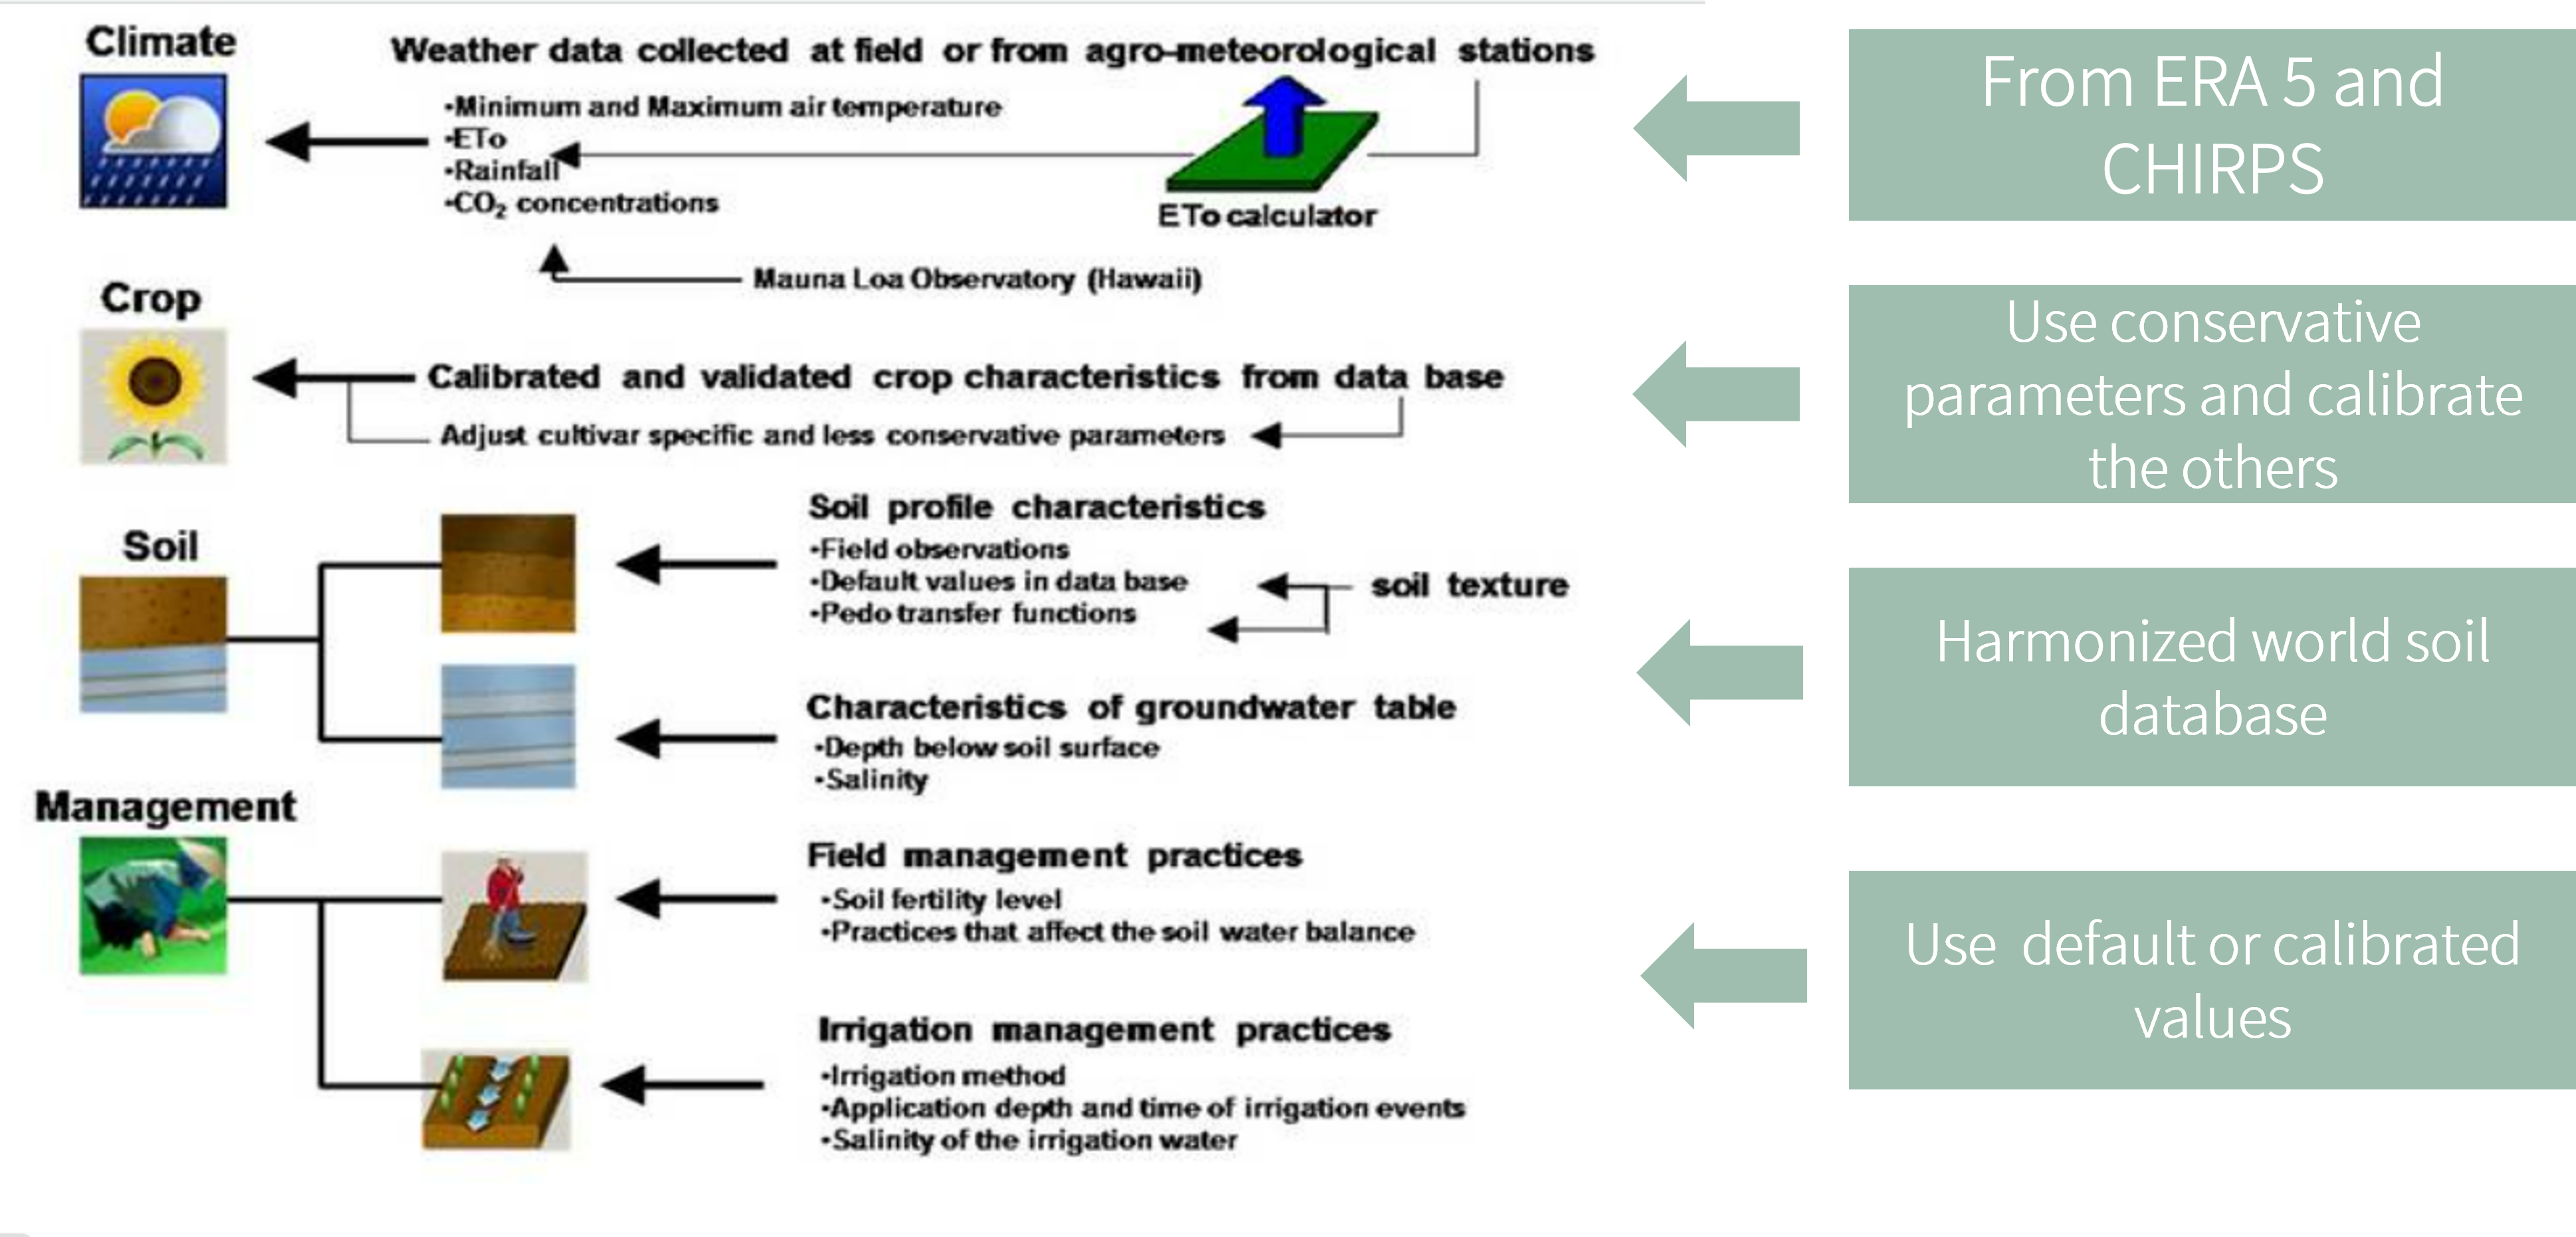 Climate
Weather data collected at field or from agro-meteorological stations
•Minimum and Maximum air temperature
•ETo
•Rainfall
•CO₂ concentrations
ETo calculator
Mauna Loa Observatory (Hawaii)
From ERA 5 and
CHIRPS
Crop
Calibrated and validated crop characteristics from data base
Adjust cultivar specific and less conservative parameters
Use conservative
parameters and calibrate
the others
Soil
Soil profile characteristics
•Field observations
•Default values in data base
•Pedo transfer functions
soil texture
Characteristics of groundwater table
•Depth below soil surface
•Salinity
Harmonized world soil
database
Management
Field management practices
•Soil fertility level
•Practices that affect the soil water balance
Irrigation management practices
•Irrigation method
•Application depth and time of irrigation events
•Salinity of the irrigation water
Use default or calibrated
values